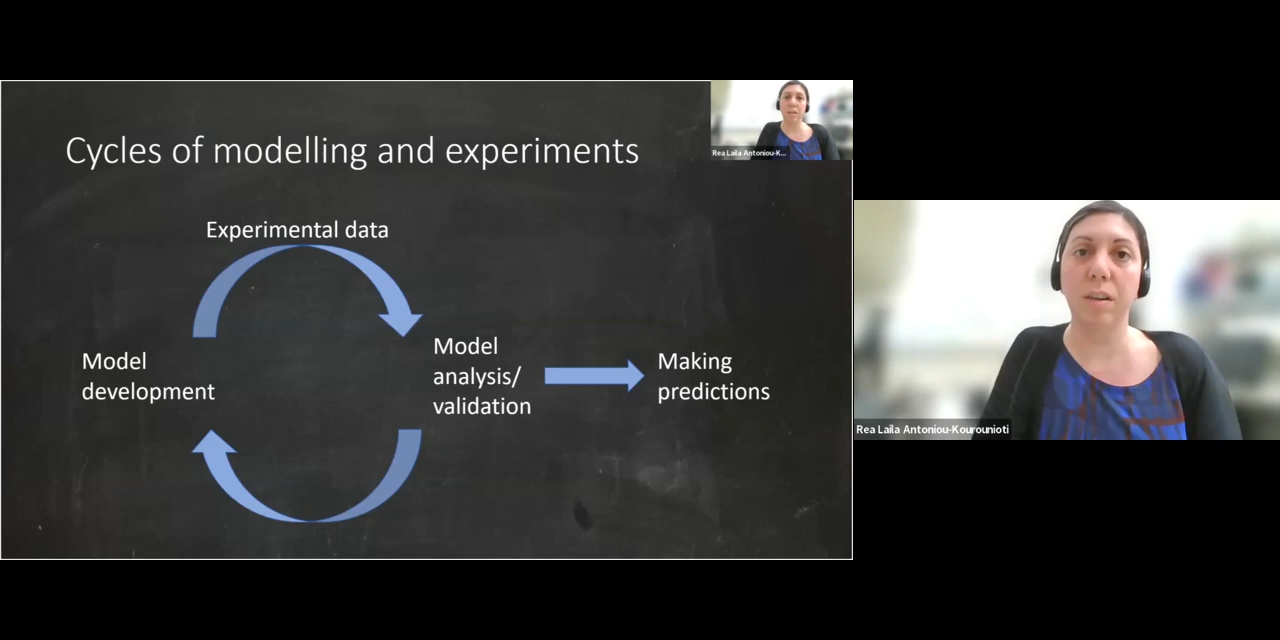 Cycles of modelling and experiments
Rea Laila Antoniou-K...
Experimental data
Model
development
Model
analysis/
validation
Making
predictions
Rea Laila Antoniou-Kourounioti